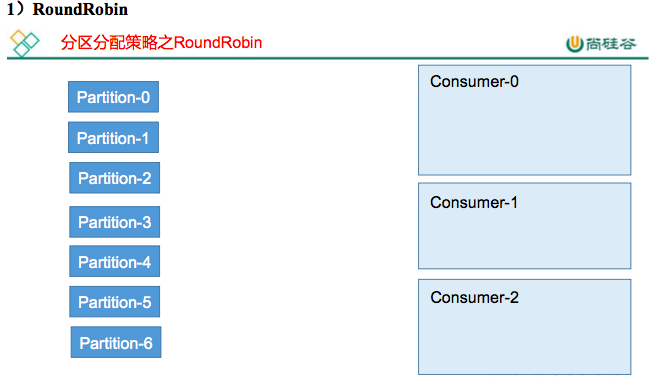 1）RoundRobin
分区分配策略之RoundRobin
尚硅谷
Partition-0
Partition-1
Partition-2
Partition-3
Partition-4
Partition-5
Partition-6
Consumer-0
Consumer-1
Consumer-2